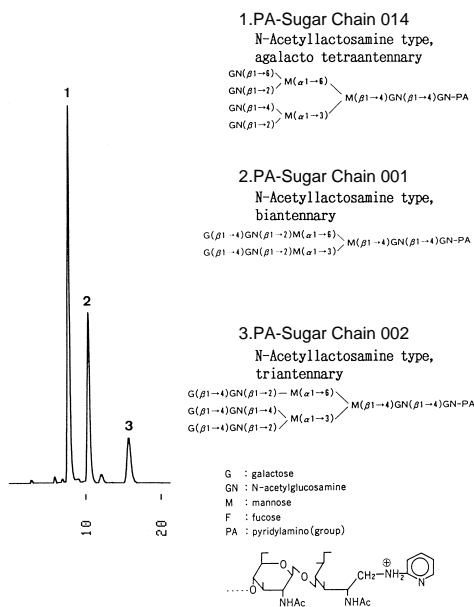 1.PA-Sugar Chain 014
N-Acetyllactosamine type,
agalacto tetraantennary
GN(β1→6)
GN(β1→2)
M(α1→6)
GN(β1→4)
GN(β1→2)
M(α1→3)
M(β1→4)GN(β1→4)GN-PA
2.PA-Sugar Chain 001
N-Acetyllactosamine type,
biantennary
G(β1→4)GN(β1→2)M(α1→6)
G(β1→4)GN(β1→2)M(α1→3)
M(β1→4)GN(β1→4)GN-PA
3.PA-Sugar Chain 002
N-Acetyllactosamine type,
triantennary
G(β1→4)GN(β1→2)—M(α1→6)
G(β1→4)GN(β1→4)
G(β1→4)GN(β1→2)
M(α1→3)
M(β1→4)GN(β1→4)GN-PA
1
2
3
10
20
G : galactose
GN : N-acetylglucosamine
M : mannose
F : fucose
PA : pyridylamino(group)
O
O
O
NHAc
NHAc
CH₂-NH₂⊕
N